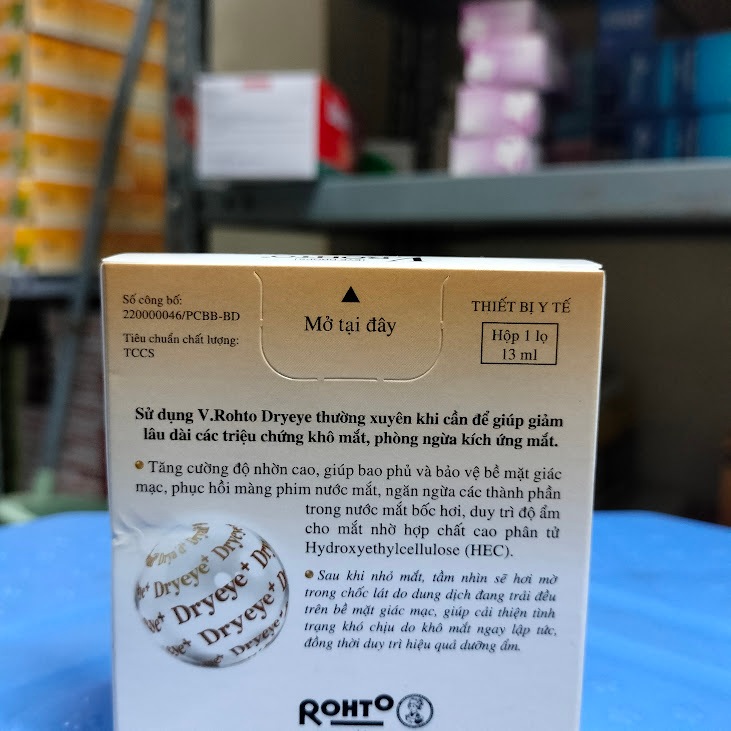 Số công bố:
220000046/PCBB-BD
Tiêu chuẩn chất lượng:
TCCS
Mở tại đây
THIẾT BỊ Y TẾ
Hộp 1 lọ
13 ml
Sử dụng V.Rohto Dryeye thường xuyên khi cần để giúp giảm
lâu dài các triệu chứng khô mắt, phòng ngừa kích ứng mắt.
Tăng cường độ nhờn cao, giúp bao phủ và bảo vệ bề mặt giác
mạc, phục hồi màng phim nước mắt, ngăn ngừa các thành phần
trong nước mắt bốc hơi, duy trì độ ẩm
cho mắt nhờ hợp chất cao phân tử
Hydroxyethylcellulose (HEC).
Sau khi nhỏ mắt, tầm nhìn sẽ hơi mờ
trong chốc lát do dung dịch đang trải đều
trên bề mặt giác mạc, giúp cải thiện tình
trạng khó chịu do khô mắt ngay lập tức,
đồng thời duy trì hiệu quả dưỡng ẩm.
Dryeye+ Dryeye+
Dryeye+
Dryeye+
ROHTO